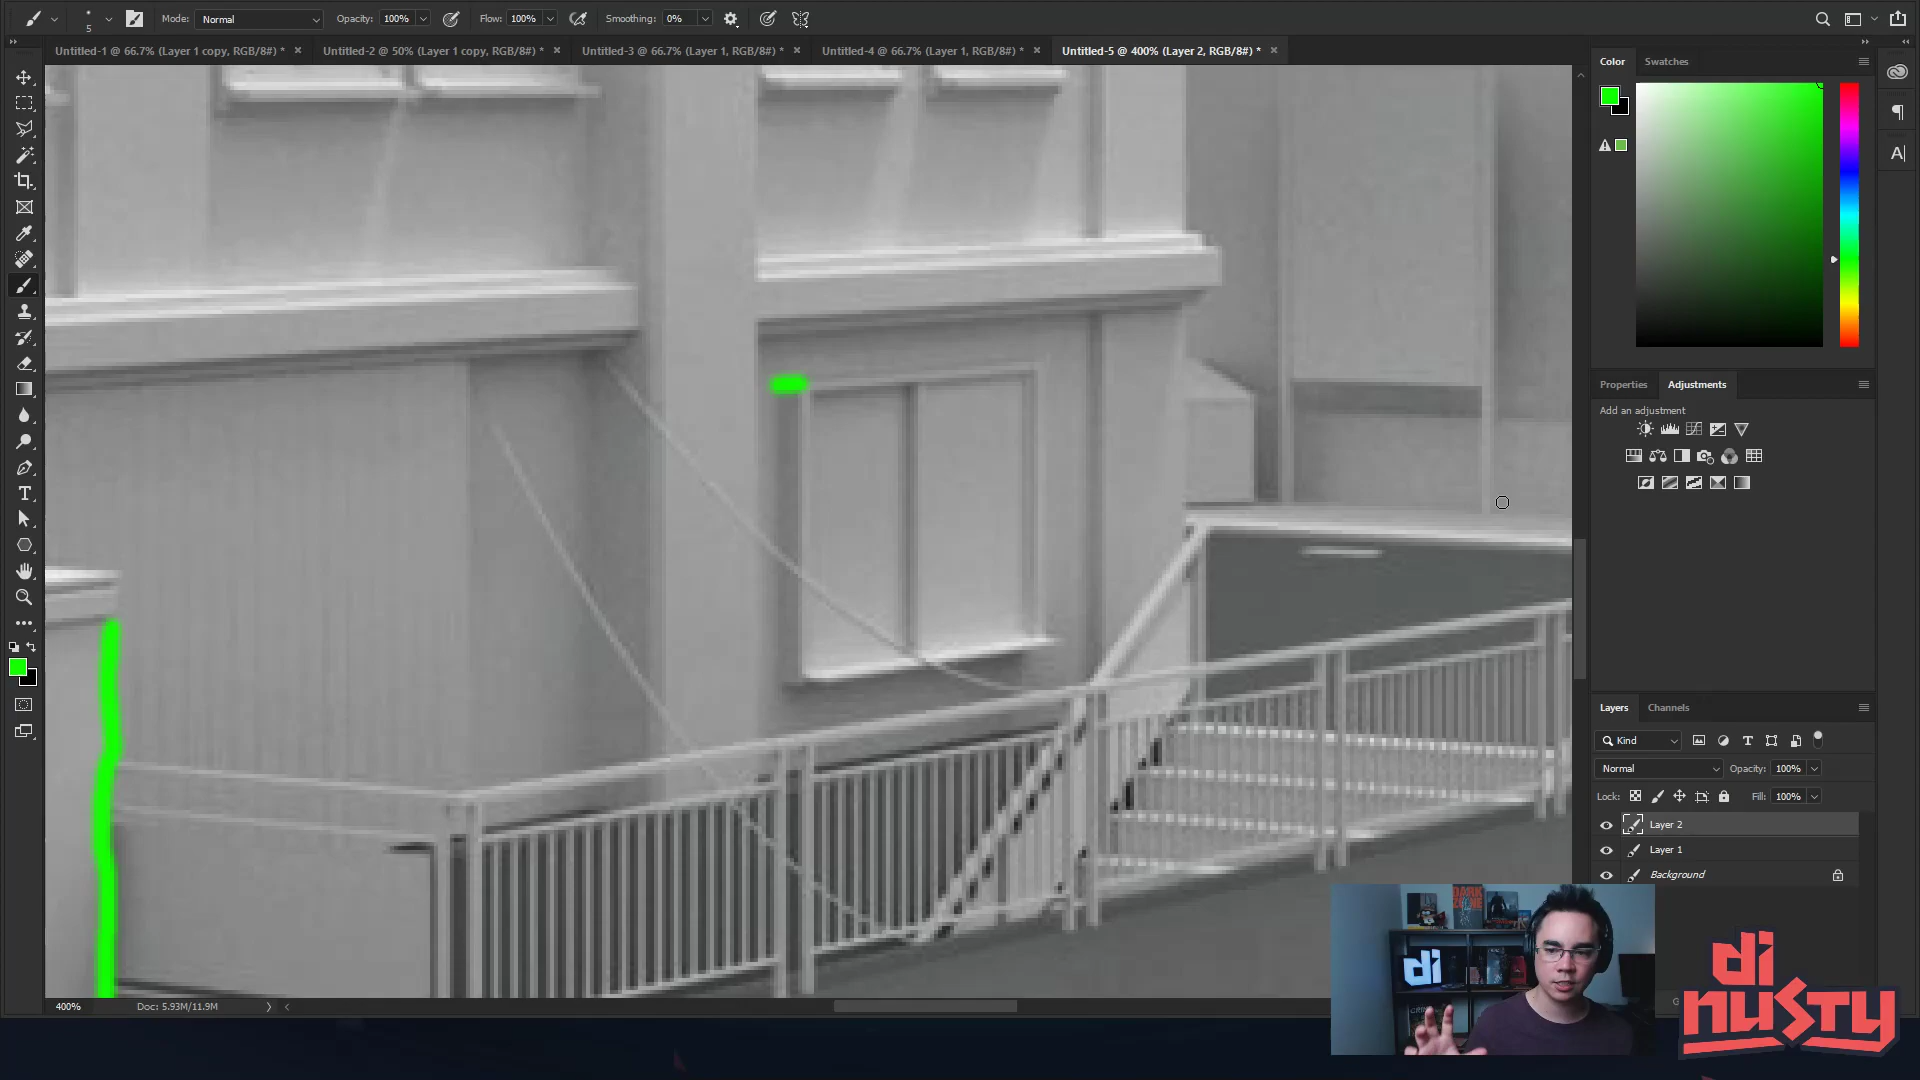 5
Mode: Normal
Opacity: 100%
Flow: 100%
Smoothing: 0%
Untitled-1 @ 66.7% (Layer 1 copy, RGB/8#) * ×
Untitled-2 @ 50% (Layer 1 copy, RGB/8#) * ×
Untitled-3 @ 66.7% (Layer 1, RGB/8#) * ×
Untitled-4 @ 66.7% (Layer 1, RGB/8#) * ×
Untitled-5 @ 400% (Layer 2, RGB/8#) * ×
Color Swatches
Properties Adjustments
Add an adjustment
Layers Channels
Kind
Normal Opacity: 100%
Lock: Fill: 100%
Layer 2
Layer 1
Background
400% Doc: 5.93M/11.9M
DARK
ZONE
di
di
nusty